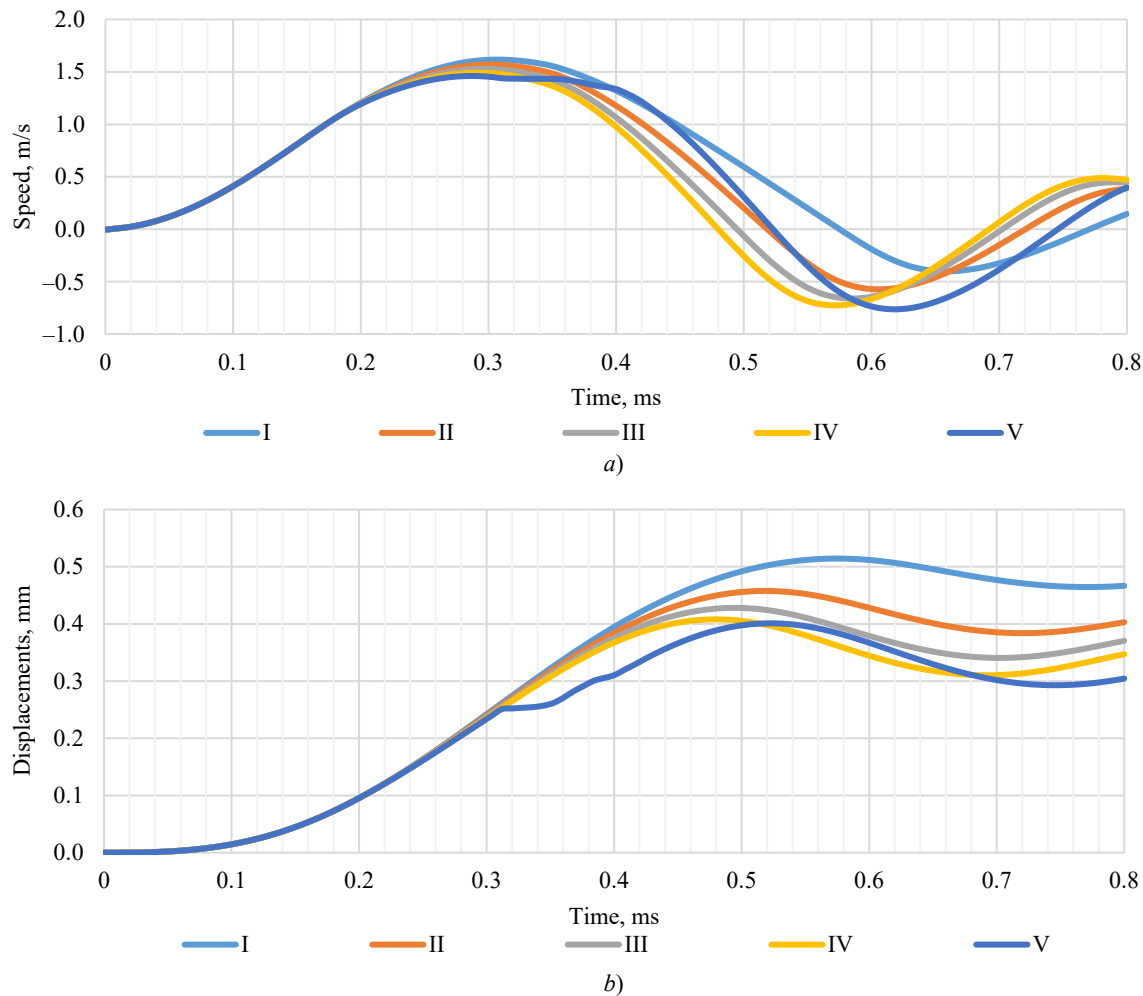 2.0
1.5
1.0
0.5
0.0
–0.5
–1.0
Speed, m/s
0 0.1 0.2 0.3 0.4 0.5 0.6 0.7 0.8
Time, ms
I II III IV V
a)
0.6
0.5
0.4
0.3
0.2
0.1
0.0
Displacements, mm
0 0.1 0.2 0.3 0.4 0.5 0.6 0.7 0.8
Time, ms
I II III IV V
b)